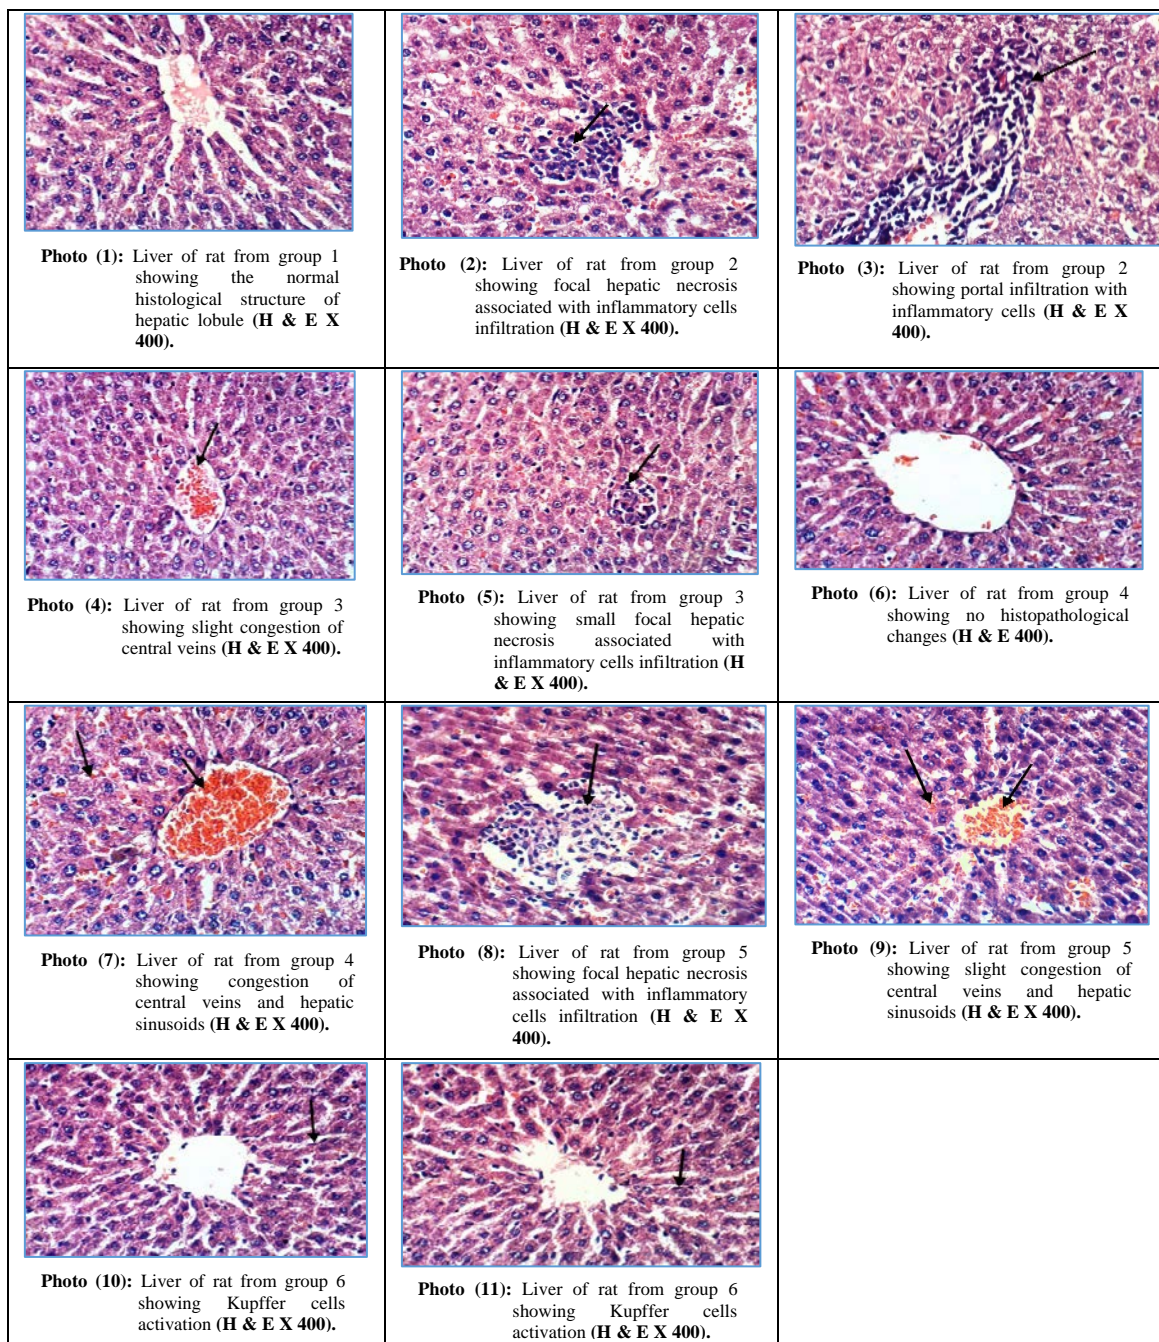 Photo (1): Liver of rat from group 1
showing the normal
histological structure of
hepatic lobule (H & E X
400).
Photo (2): Liver of rat from group 2
showing focal hepatic necrosis
associated with inflammatory cells
infiltration (H & E X 400).
Photo (3): Liver of rat from group 2
showing portal infiltration with
inflammatory cells (H & E X
400).
Photo (4): Liver of rat from group 3
showing slight congestion of
central veins (H & E X 400).
Photo (5): Liver of rat from group 3
showing small focal hepatic
necrosis associated with
inflammatory cells infiltration (H
& E X 400).
Photo (6): Liver of rat from group 4
showing no histopathological
changes (H & E 400).
Photo (7): Liver of rat from group 4
showing congestion of
central veins and hepatic
sinusoids (H & E X 400).
Photo (8): Liver of rat from group 5
showing focal hepatic necrosis
associated with inflammatory
cells infiltration (H & E X
400).
Photo (9): Liver of rat from group 5
showing slight congestion of
central veins and hepatic
sinusoids (H & E X 400).
Photo (10): Liver of rat from group 6
showing Kupffer cells
activation (H & E X 400).
Photo (11): Liver of rat from group 6
showing Kupffer cells
activation (H & E X 400).